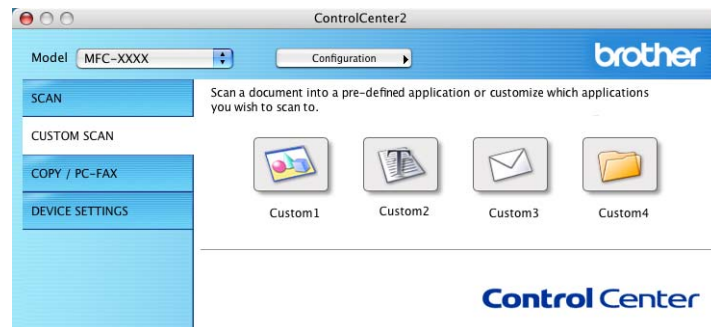 ControlCenter2
Model MFC-XXXX Configuration brother
SCAN
CUSTOM SCAN
COPY / PC-FAX
DEVICE SETTINGS
Scan a document into a pre-defined application or customize which applications
you wish to scan to.
Custom1 Custom2 Custom3 Custom4
Control Center